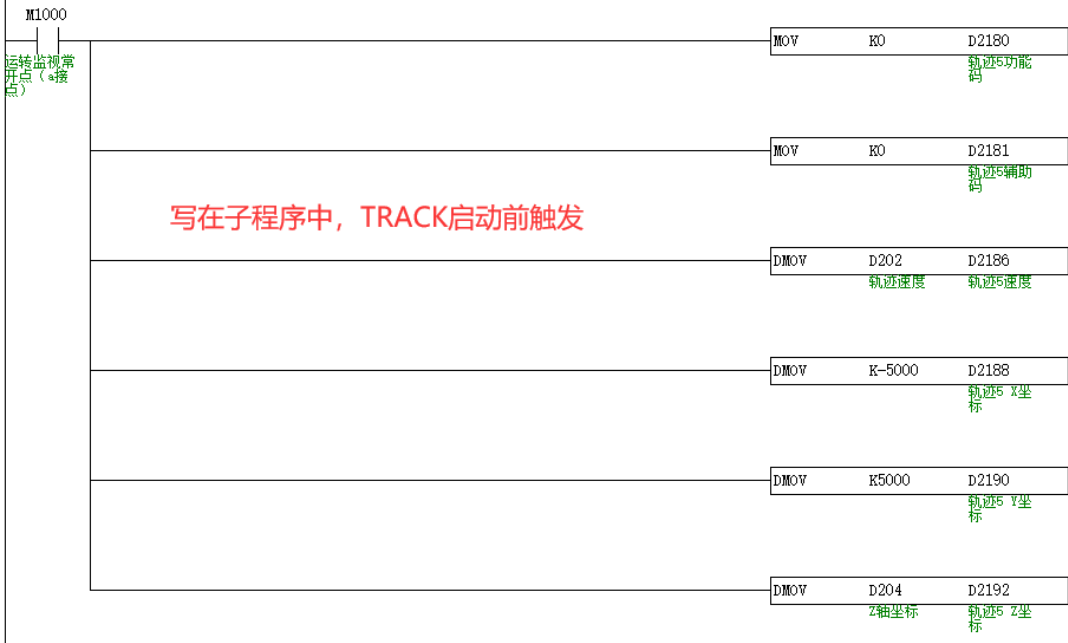 M1000
运转监视常
开点（a接
点）
MOV K0 D2180
轨迹5功能
码
MOV K0 D2181
轨迹5辅助
码
写在子程序中，TRACK启动前触发
DMOV D202 D2186
轨迹速度 轨迹5速度
DMOV K-5000 D2188
轨迹5 X坐
标
DMOV K5000 D2190
轨迹5 Y坐
标
DMOV D204 D2192
Z轴坐标 轨迹5 Z坐
标